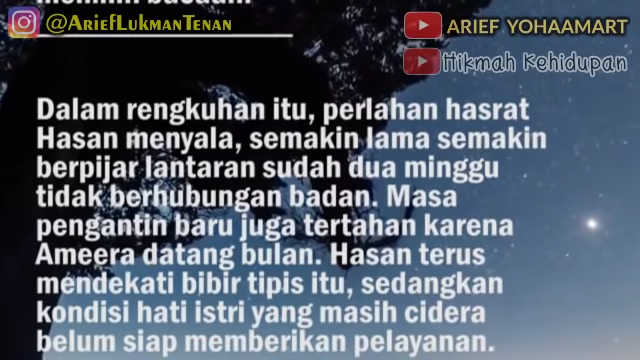 @AriefLukmanTenan
ARIEF YOHAAMART
Hikmah Kehidupan
Dalam rengkuhan itu, perlahan hasrat
Hasan menyala, semakin lama semakin
berpijar lantaran sudah dua minggu
tidak berhubungan badan. Masa
pengantin baru juga tertahan karena
Ameera datang bulan. Hasan terus
mendekati bibir tipis itu, sedangkan
kondisi hati istri yang masih cidera
belum siap memberikan pelayanan.